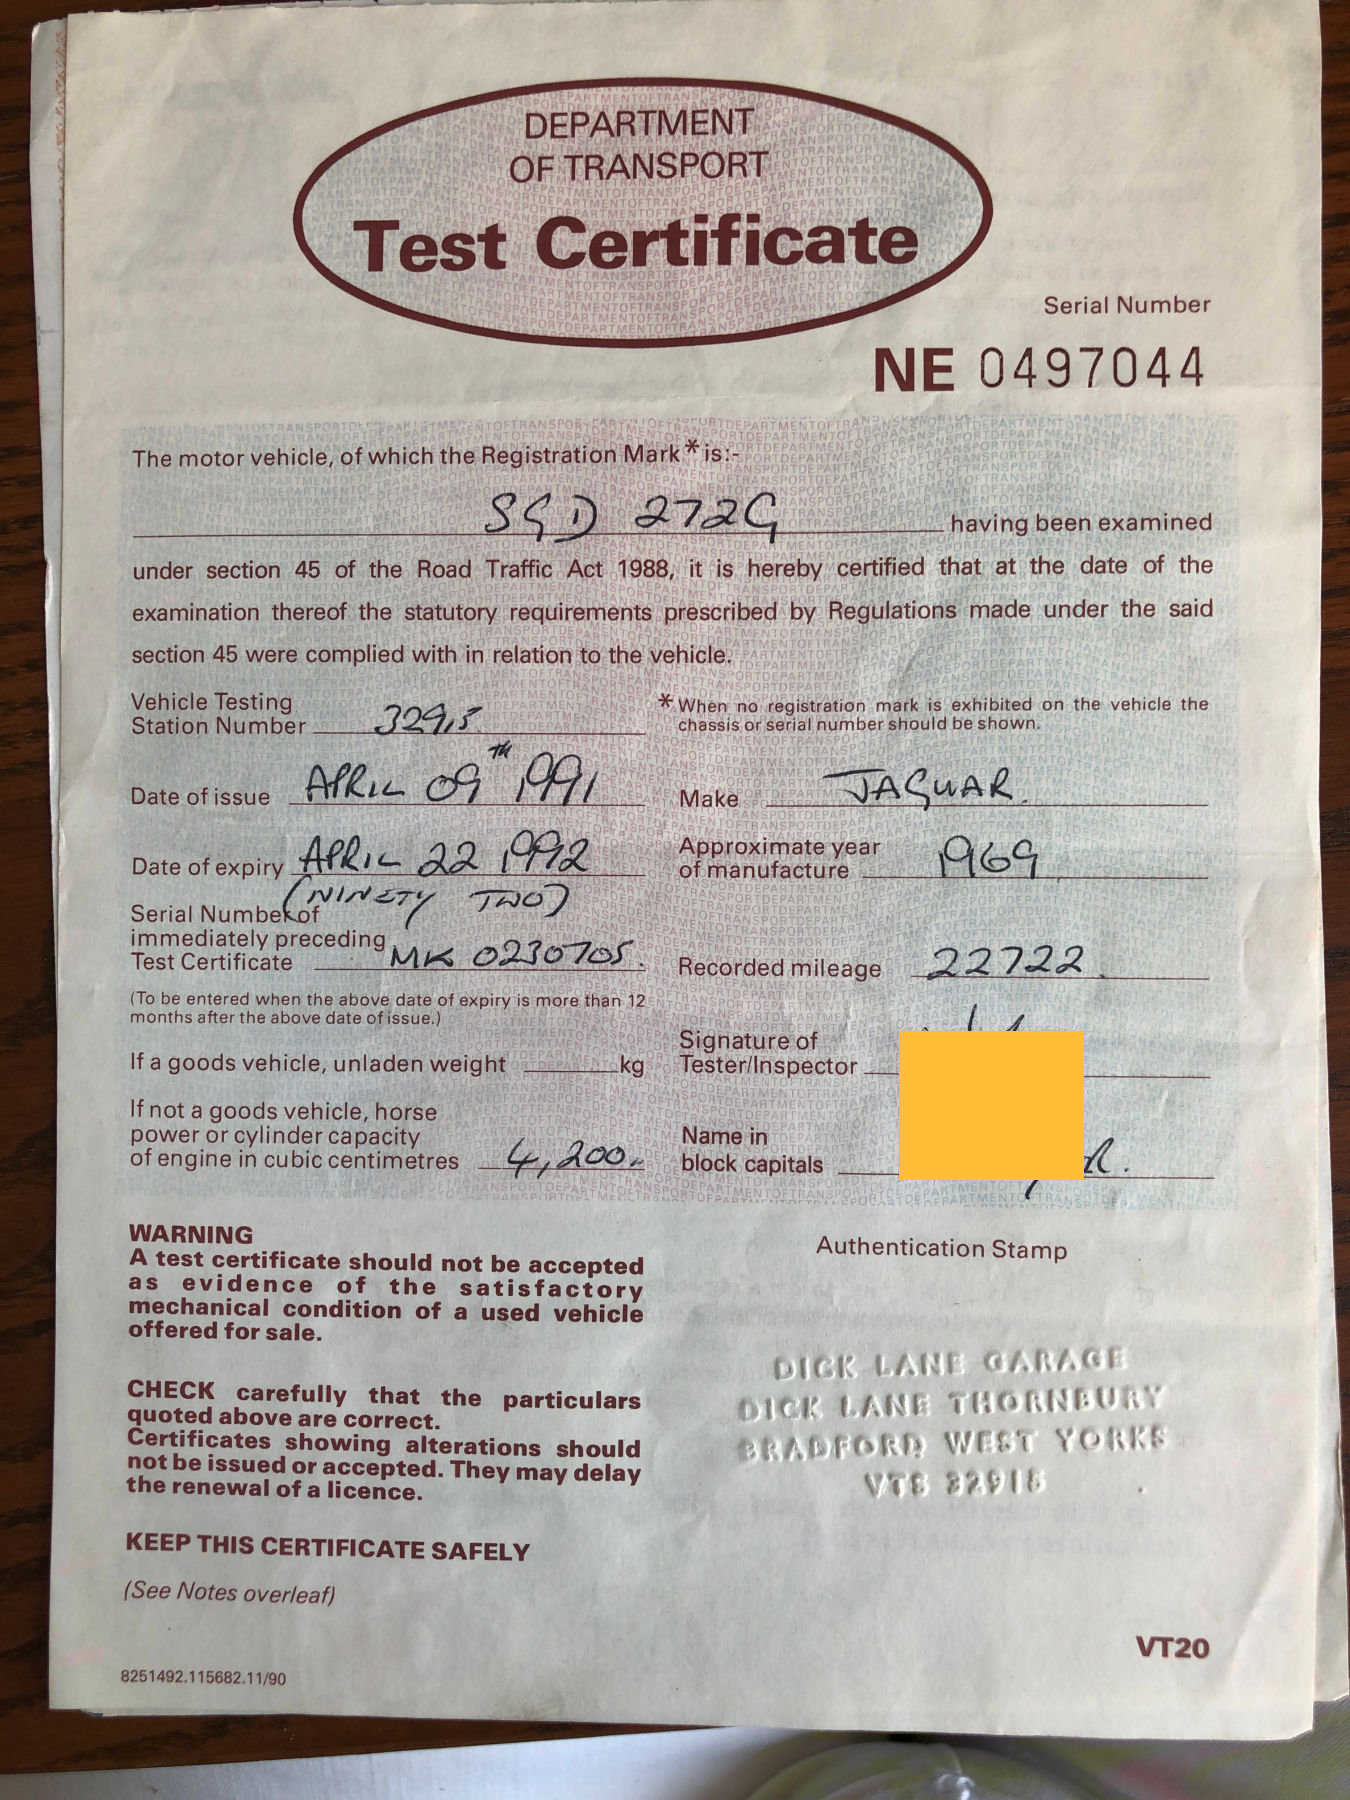 DEPARTMENT
OF TRANSPORT
Test Certificate
Serial Number
NE 0497044
The motor vehicle, of which the Registration Mark * is:-
SGD 272G having been examined
under section 45 of the Road Traffic Act 1988, it is hereby certified that at the date of the
examination thereof the statutory requirements prescribed by Regulations made under the said
section 45 were complied with in relation to the vehicle.
Vehicle Testing
Station Number 32915
* When no registration mark is exhibited on the vehicle the
chassis or serial number should be shown.
Date of issue APRIL 09th 1991
Make JAGUAR.
Date of expiry APRIL 22 1992
(NINETY TWO)
Approximate year
of manufacture 1969
Serial Number of
immediately preceding
Test Certificate MK 0230705.
Recorded mileage 22722.
(To be entered when the above date of expiry is more than 12
months after the above date of issue.)
Signature of
Tester/Inspector
If a goods vehicle, unladen weight kg
If not a goods vehicle, horse
power or cylinder capacity
of engine in cubic centimetres 4,200.
Name in
block capitals
WARNING
A test certificate should not be accepted
as evidence of the satisfactory
mechanical condition of a used vehicle
offered for sale.
CHECK carefully that the particulars
quoted above are correct.
Certificates showing alterations should
not be issued or accepted. They may delay
the renewal of a licence.
KEEP THIS CERTIFICATE SAFELY
(See Notes overleaf)
Authentication Stamp
DICK LANE GARAGE
DICK LANE THORNBURY
BRADFORD WEST YORKS
VTS 32915
VT20
8251492.115682.11/90